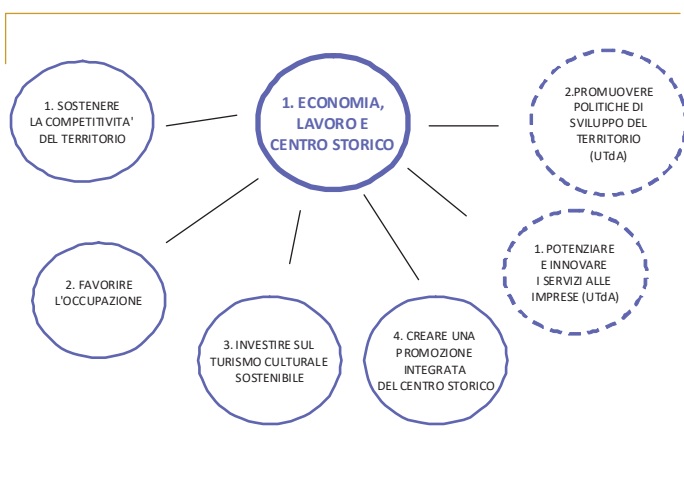 1. ECONOMIA,
LAVORO E
CENTRO STORICO
1. SOSTENERE
LA COMPETITIVITA'
DEL TERRITORIO
2. FAVORIRE
L'OCCUPAZIONE
3. INVESTIRE SUL
TURISMO CULTURALE
SOSTENIBILE
4. CREARE UNA
PROMOZIONE
INTEGRATA
DEL CENTRO STORICO
1. POTENZIARE
E INNOVARE
I SERVIZI ALLE
IMPRESE (UTdA)
2.PROMUOVERE
POLITICHE DI
SVILUPPO DEL
TERRITORIO
(UTdA)